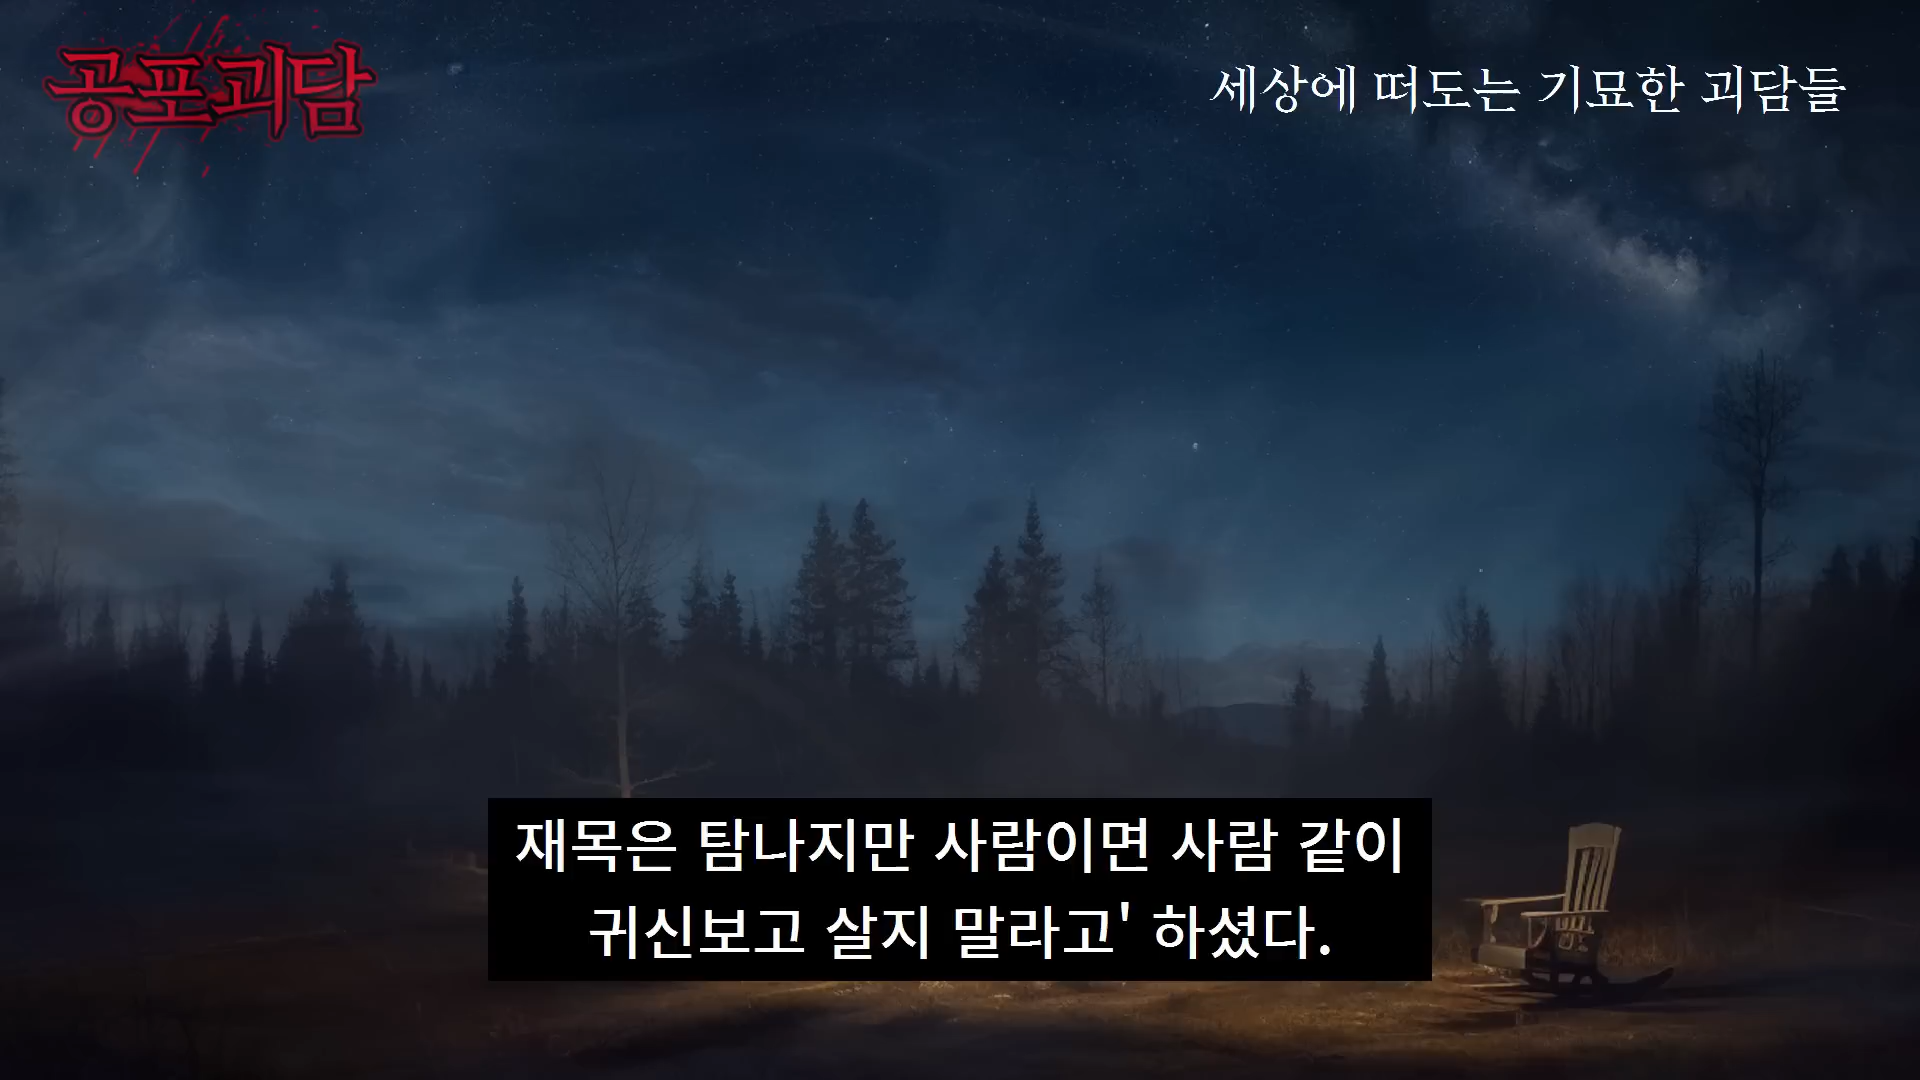 공포괴담
세상에 떠도는 기묘한 괴담들
재목은 탐나지만 사람이면 사람 같이
귀신보고 살지 말라고' 하셨다.